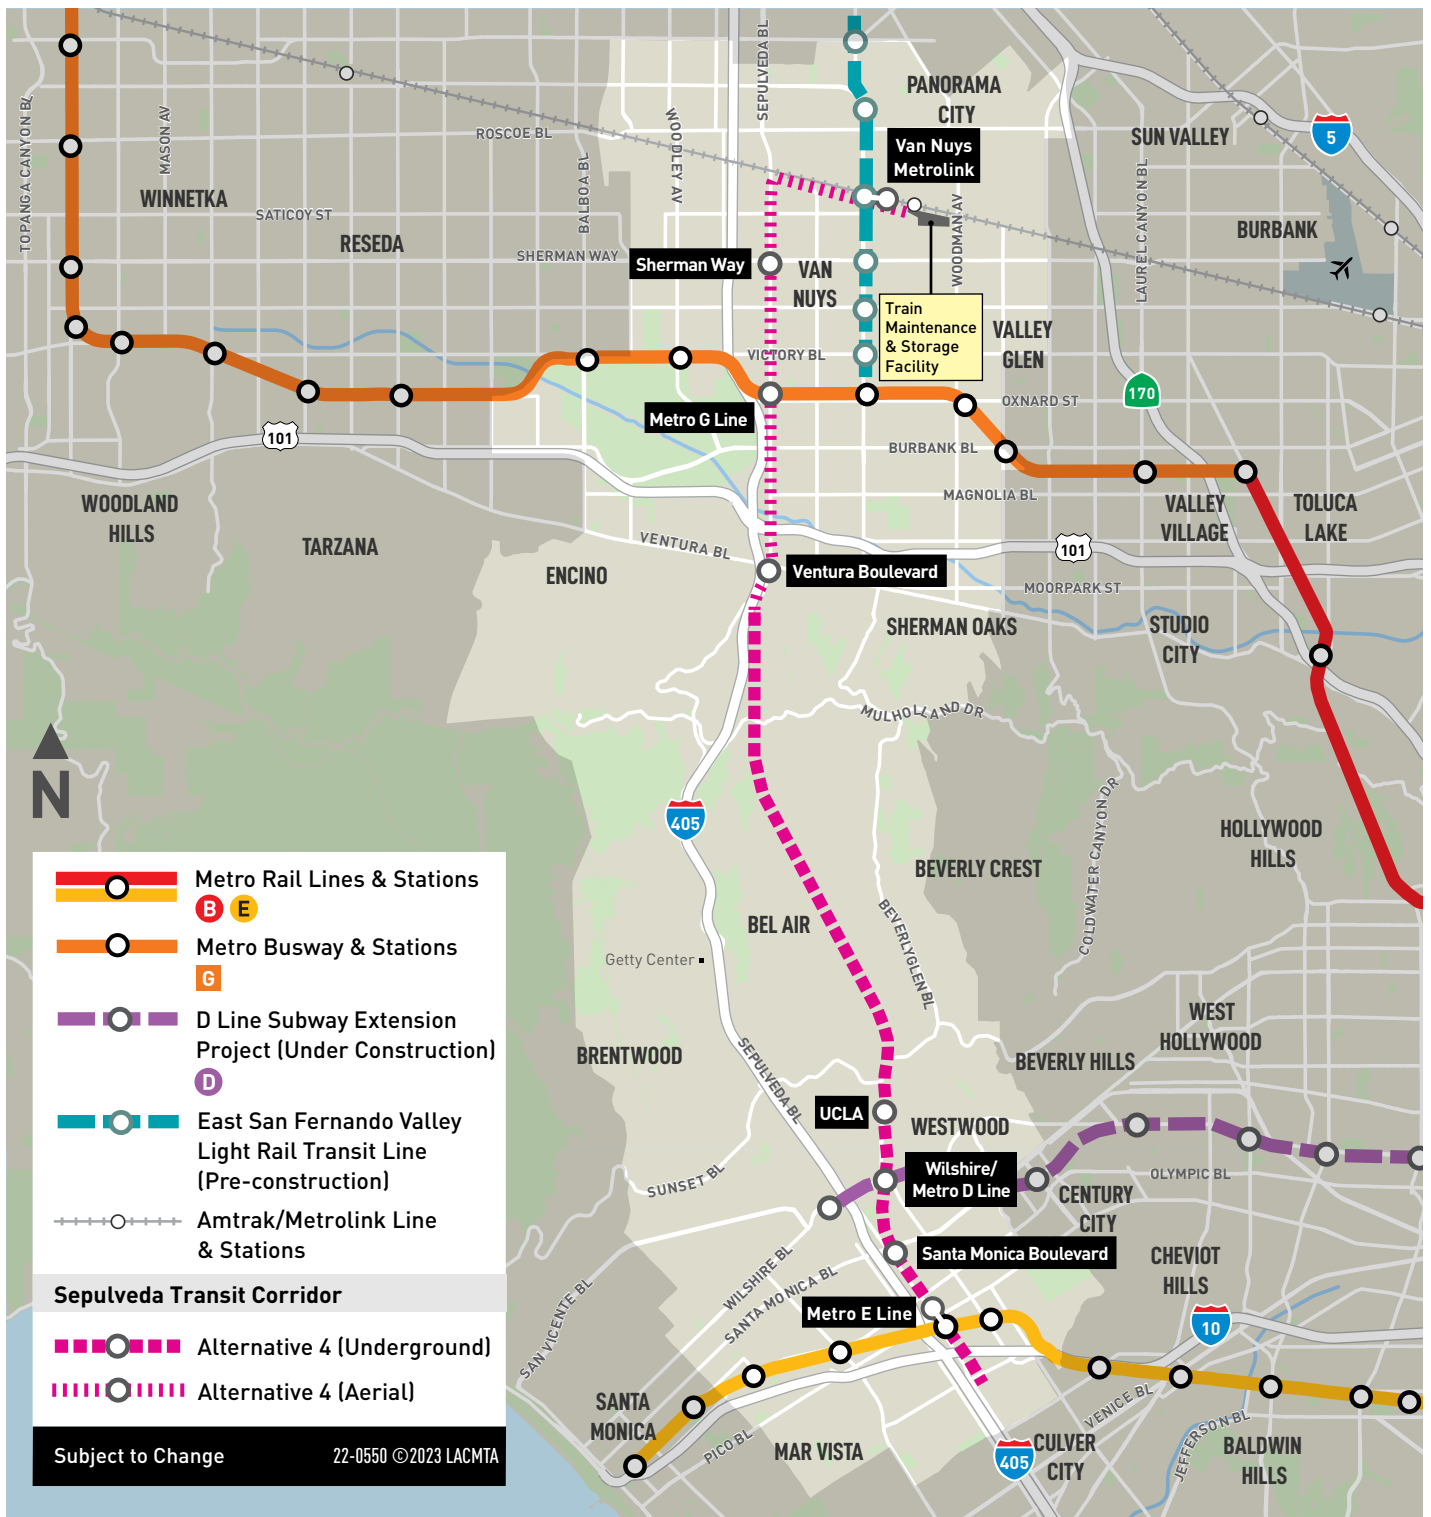 SEPULVEDA BL
PANORAMA
CITY
SUN VALLEY
5
TOPANGA CANYON BL
MASON AV
ROSCOE BL
WOODLEY AV
BALBOA BL
Van Nuys
Metrolink
LAUREL CANYON BL
WINNETKA
SATICOY ST
RESEDA
SHERMAN WAY
Sherman Way
VAN
NUYS
WOODMAN AV
BURBANK
Train
Maintenance
& Storage
Facility
VALLEY
GLEN
VICTORY BL
Metro G Line
OXNARD ST
170
101
BURBANK BL
MAGNOLIA BL
WOODLAND
HILLS
TARZANA
VALLEY
VILLAGE
TOLUCA
LAKE
VENTURA BL
101
ENCINO
Ventura Boulevard
MOORPARK ST
SHERMAN OAKS
STUDIO
CITY
MULHOLLAND DR
N
405
COLDWATER CANYON DR
HOLLYWOOD
HILLS
BEVERLY CREST
BEL AIR
BEVERLYGLEN BL
Getty Center
WEST
HOLLYWOOD
BRENTWOOD
SEPULVEDA BL
BEVERLY HILLS
UCLA
WESTWOOD
Wilshire/
Metro D Line
SUNSET BL
OLYMPIC BL
CENTURY
CITY
Santa Monica Boulevard
CHEVIOT
HILLS
WILSHIRE BL
SANTA MONICA BL
SAN VICENTE BL
Metro E Line
10
SANTA
MONICA
VENICE BL
JEFFERSON BL
PICO BL
MAR VISTA
405
CULVER
CITY
BALDWIN
HILLS
Metro Rail Lines & Stations
B E
Metro Busway & Stations
G
D Line Subway Extension
Project (Under Construction)
D
East San Fernando Valley
Light Rail Transit Line
(Pre-construction)
Amtrak/Metrolink Line
& Stations
Sepulveda Transit Corridor
Alternative 4 (Underground)
Alternative 4 (Aerial)
Subject to Change 22-0550 ©2023 LACMTA